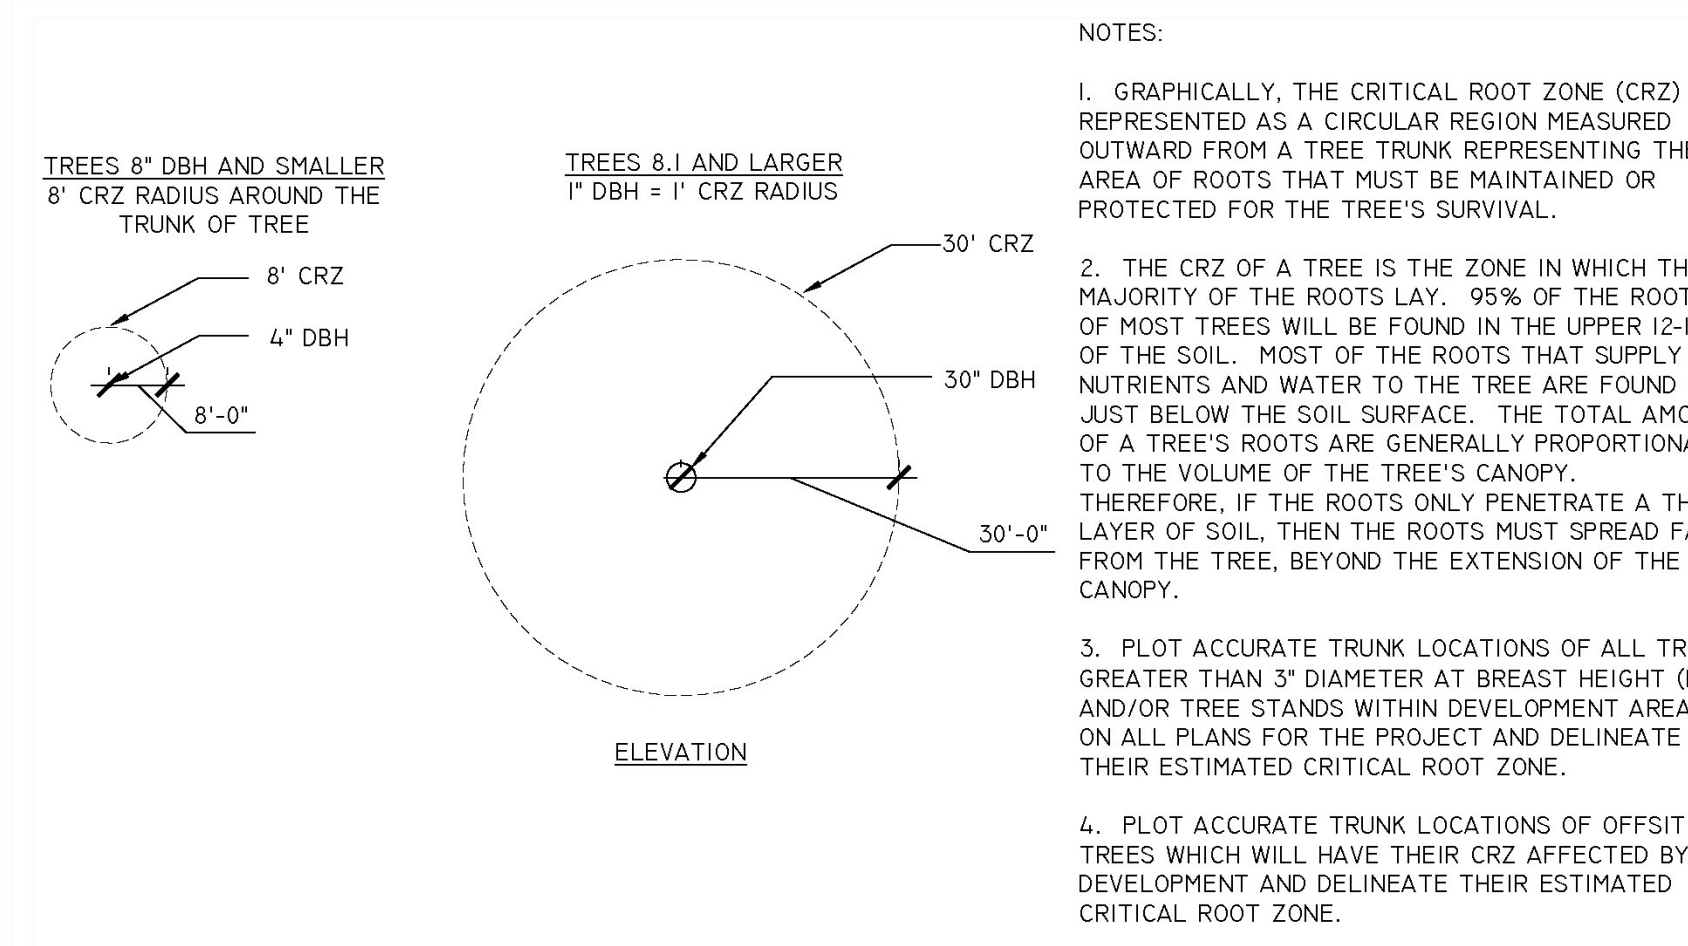 TREES 8" DBH AND SMALLER
8' CRZ RADIUS AROUND THE
TRUNK OF TREE
8' CRZ
4" DBH
8'-0"
TREES 8.1 AND LARGER
1" DBH = 1' CRZ RADIUS
30' CRZ
30" DBH
30'-0"
ELEVATION
NOTES:
1. GRAPHICALLY, THE CRITICAL ROOT ZONE (CRZ)
REPRESENTED AS A CIRCULAR REGION MEASURED
OUTWARD FROM A TREE TRUNK REPRESENTING THE
AREA OF ROOTS THAT MUST BE MAINTAINED OR
PROTECTED FOR THE TREE'S SURVIVAL.
2. THE CRZ OF A TREE IS THE ZONE IN WHICH
MAJORITY OF THE ROOTS LAY. 95% OF THE
OF MOST TREES WILL BE FOUND IN THE UPPER
OF THE SOIL. MOST OF THE ROOTS THAT SUPPLY
NUTRIENTS AND WATER TO THE TREE ARE FOUND
JUST BELOW THE SOIL SURFACE. THE TOTAL
OF A TREE'S ROOTS ARE GENERALLY
TO THE VOLUME OF THE TREE'S CANOPY.
THEREFORE, IF THE ROOTS ONLY PENETRATE A
LAYER OF SOIL, THEN THE ROOTS MUST SPREAD
FROM THE TREE, BEYOND THE EXTENSION OF THE
CANOPY.
3. PLOT ACCURATE TRUNK LOCATIONS OF ALL
GREATER THAN 3" DIAMETER AT BREAST HEIGHT
AND/OR TREE STANDS WITHIN DEVELOPMENT AREA
ON ALL PLANS FOR THE PROJECT AND DELINEATE
THEIR ESTIMATED CRITICAL ROOT ZONE.
4. PLOT ACCURATE TRUNK LOCATIONS OF
TREES WHICH WILL HAVE THEIR CRZ AFFECTED BY
DEVELOPMENT AND DELINEATE THEIR ESTIMATED
CRITICAL ROOT ZONE.